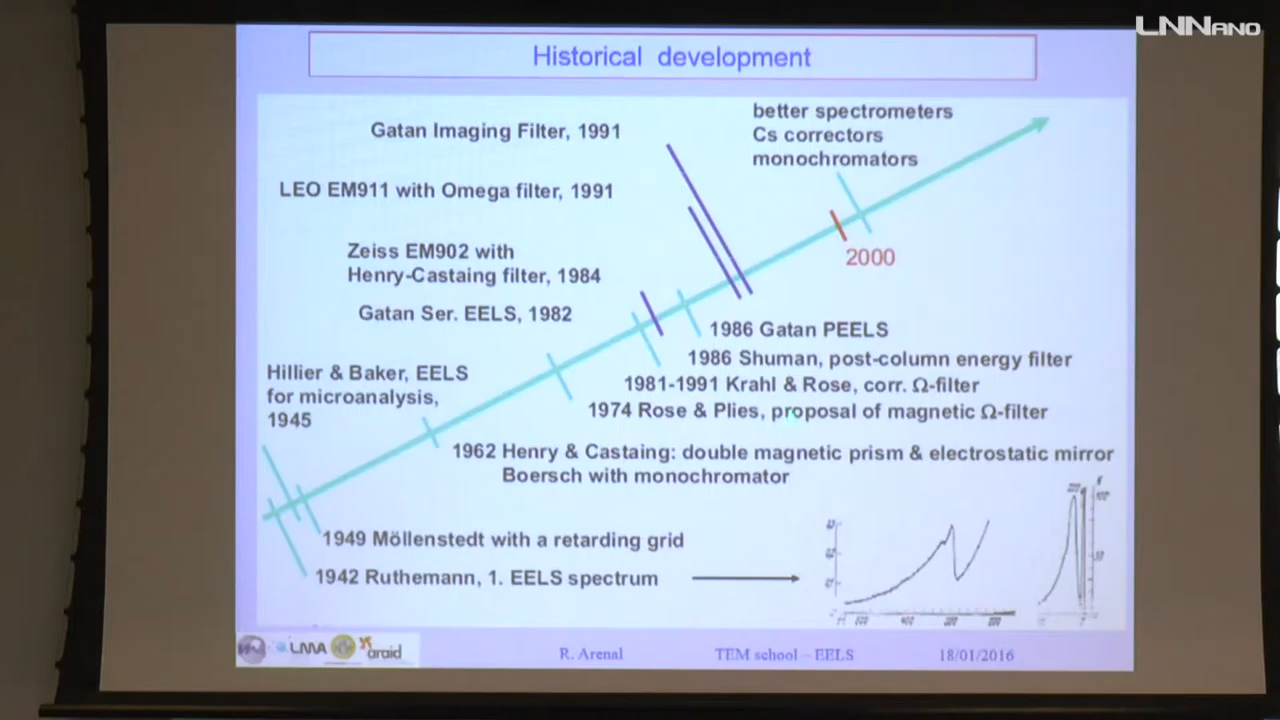 LNNANO
Historical development
Gatan Imaging Filter, 1991
better spectrometers
Cs correctors
monochromators
LEO EM911 with Omega filter, 1991
Zeiss EM902 with
Henry-Castaing filter, 1984
2000
Gatan Ser. EELS, 1982
1986 Gatan PEELS
1986 Shuman, post-column energy filter
1981-1991 Krahl & Rose, corr. Ω-filter
1974 Rose & Plies, proposal of magnetic Ω-filter
Hillier & Baker, EELS
for microanalysis,
1945
1962 Henry & Castaing: double magnetic prism & electrostatic mirror
Boersch with monochromator
1949 Möllenstedt with a retarding grid
1942 Ruthemann, 1. EELS spectrum
LMA
araid
R. Arenal
TEM school – EELS
18/01/2016